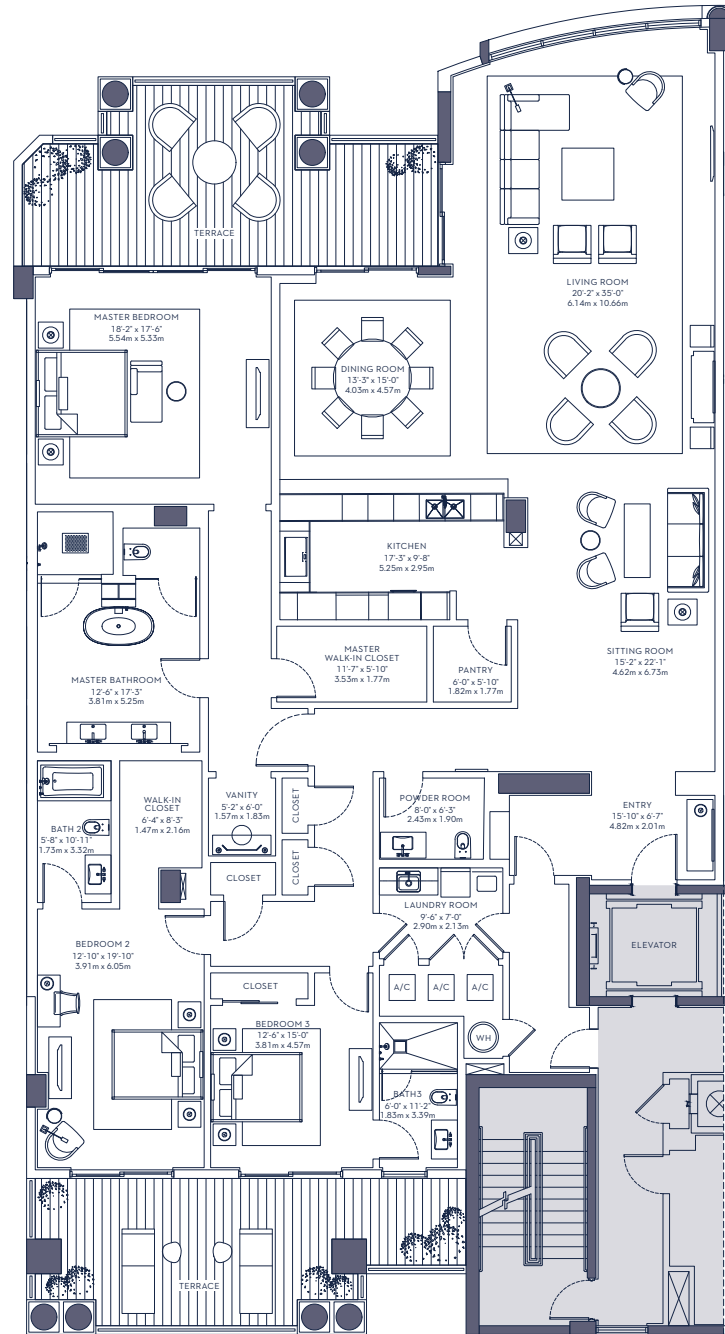 TERRACE
LIVING ROOM
20'-2" x 35'-0"
6.14m x 10.66m
MASTER BEDROOM
18'-2" x 17'-6"
5.54m x 5.33m
DINING ROOM
13'-3" x 15'-0"
4.03m x 4.57m
KITCHEN
17'-3" x 9'-8"
5.25m x 2.95m
MASTER
WALK-IN CLOSET
11'-7" x 5'-10"
3.53m x 1.77m
PANTRY
6'-0" x 5'-10"
1.82m x 1.77m
SITTING ROOM
15'-2" x 22'-1"
4.62m x 6.73m
MASTER BATHROOM
12'-6" x 17'-3"
3.81m x 5.25m
WALK-IN
CLOSET
6'-4" x 8'-3"
1.47m x 2.16m
VANITY
5'-2" x 6'-0"
1.57m x 1.83m
CLOSET
POWDER ROOM
8'-0" x 6'-3"
2.43m x 1.90m
ENTRY
15'-10" x 6'-7"
4.82m x 2.01m
BATH 2
5'-8" x 10'-11"
1.73m x 3.32m
CLOSET
CLOSET
LAUNDRY ROOM
9'-6" x 7'-0"
2.90m x 2.13m
ELEVATOR
BEDROOM 2
12'-10" x 19'-10"
3.91m x 6.05m
CLOSET
A/C
A/C
A/C
BEDROOM 3
12'-6" x 15'-0"
3.81m x 4.57m
WH
BATH3
6'-0" x 11'-2"
1.83m x 3.39m
TERRACE